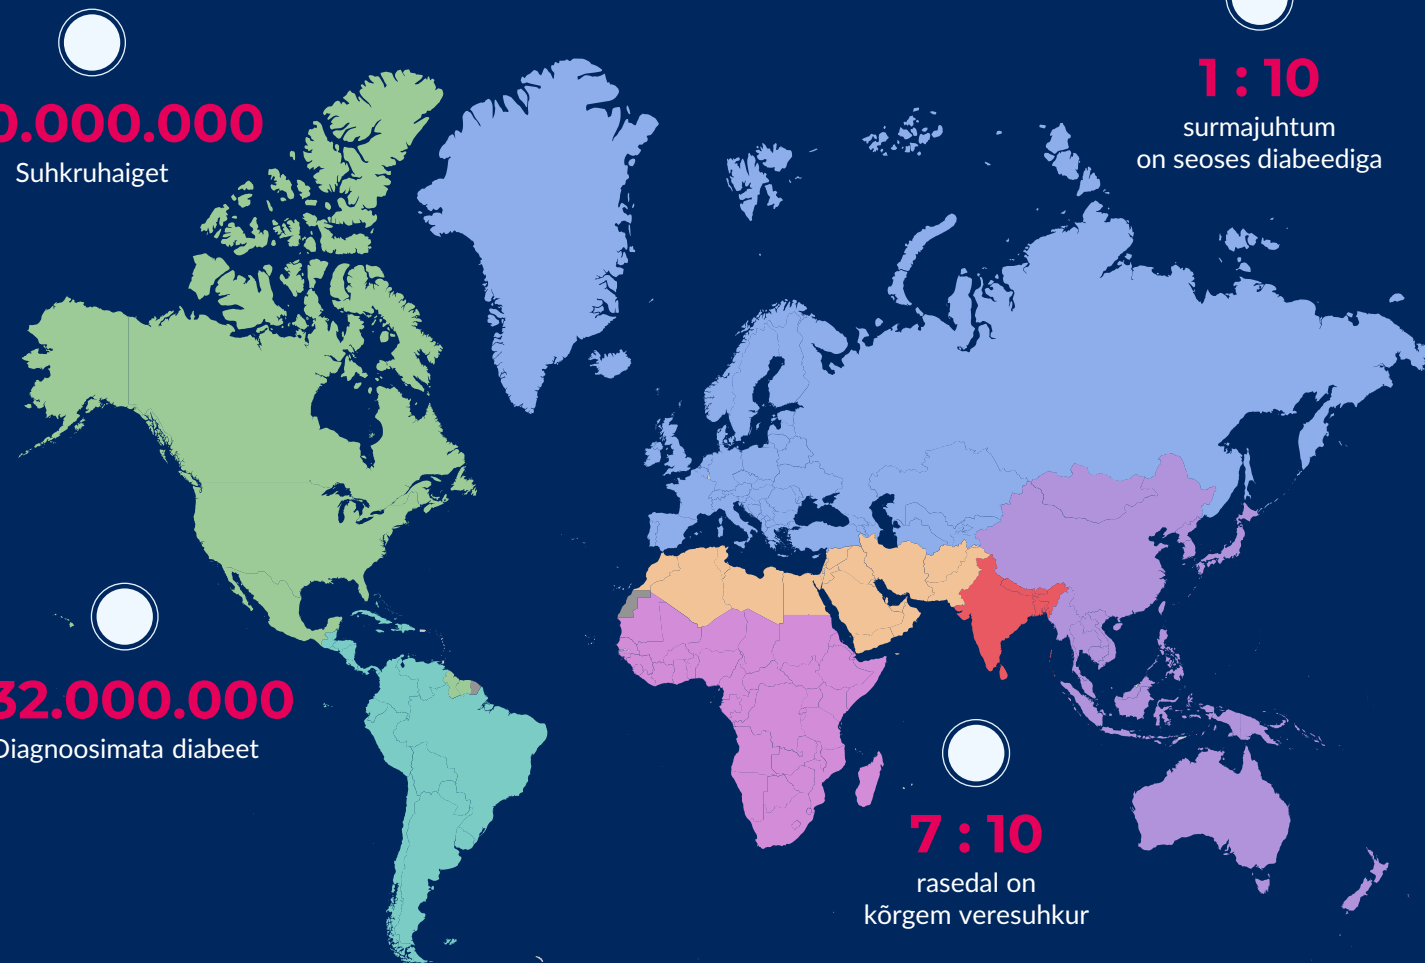 0.000.000
Suhkruhaiget
1 : 10
surmajuhtum
on seoses diabeediga
32.000.000
Diagnoosimata diabeet
7 : 10
rasedal on
kõrgem veresuhkur